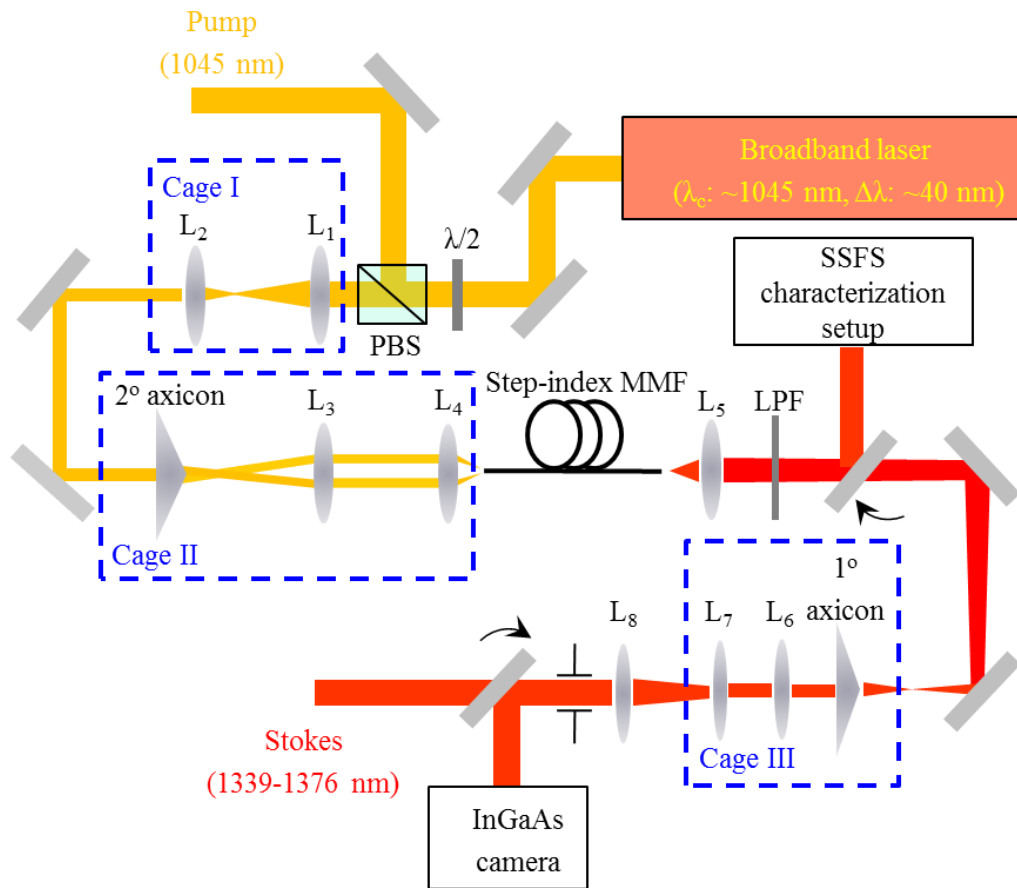 Pump
(1045 nm)
Broadband laser
(λc: ~1045 nm, Δλ: ~40 nm)
Cage I
L2
L1
λ/2
PBS
SSFS
characterization
setup
2° axicon
L3
L4
Step-index MMF
L5
LPF
Cage II
1°
axicon
L8
L7
L6
Cage III
Stokes
(1339-1376 nm)
InGaAs
camera